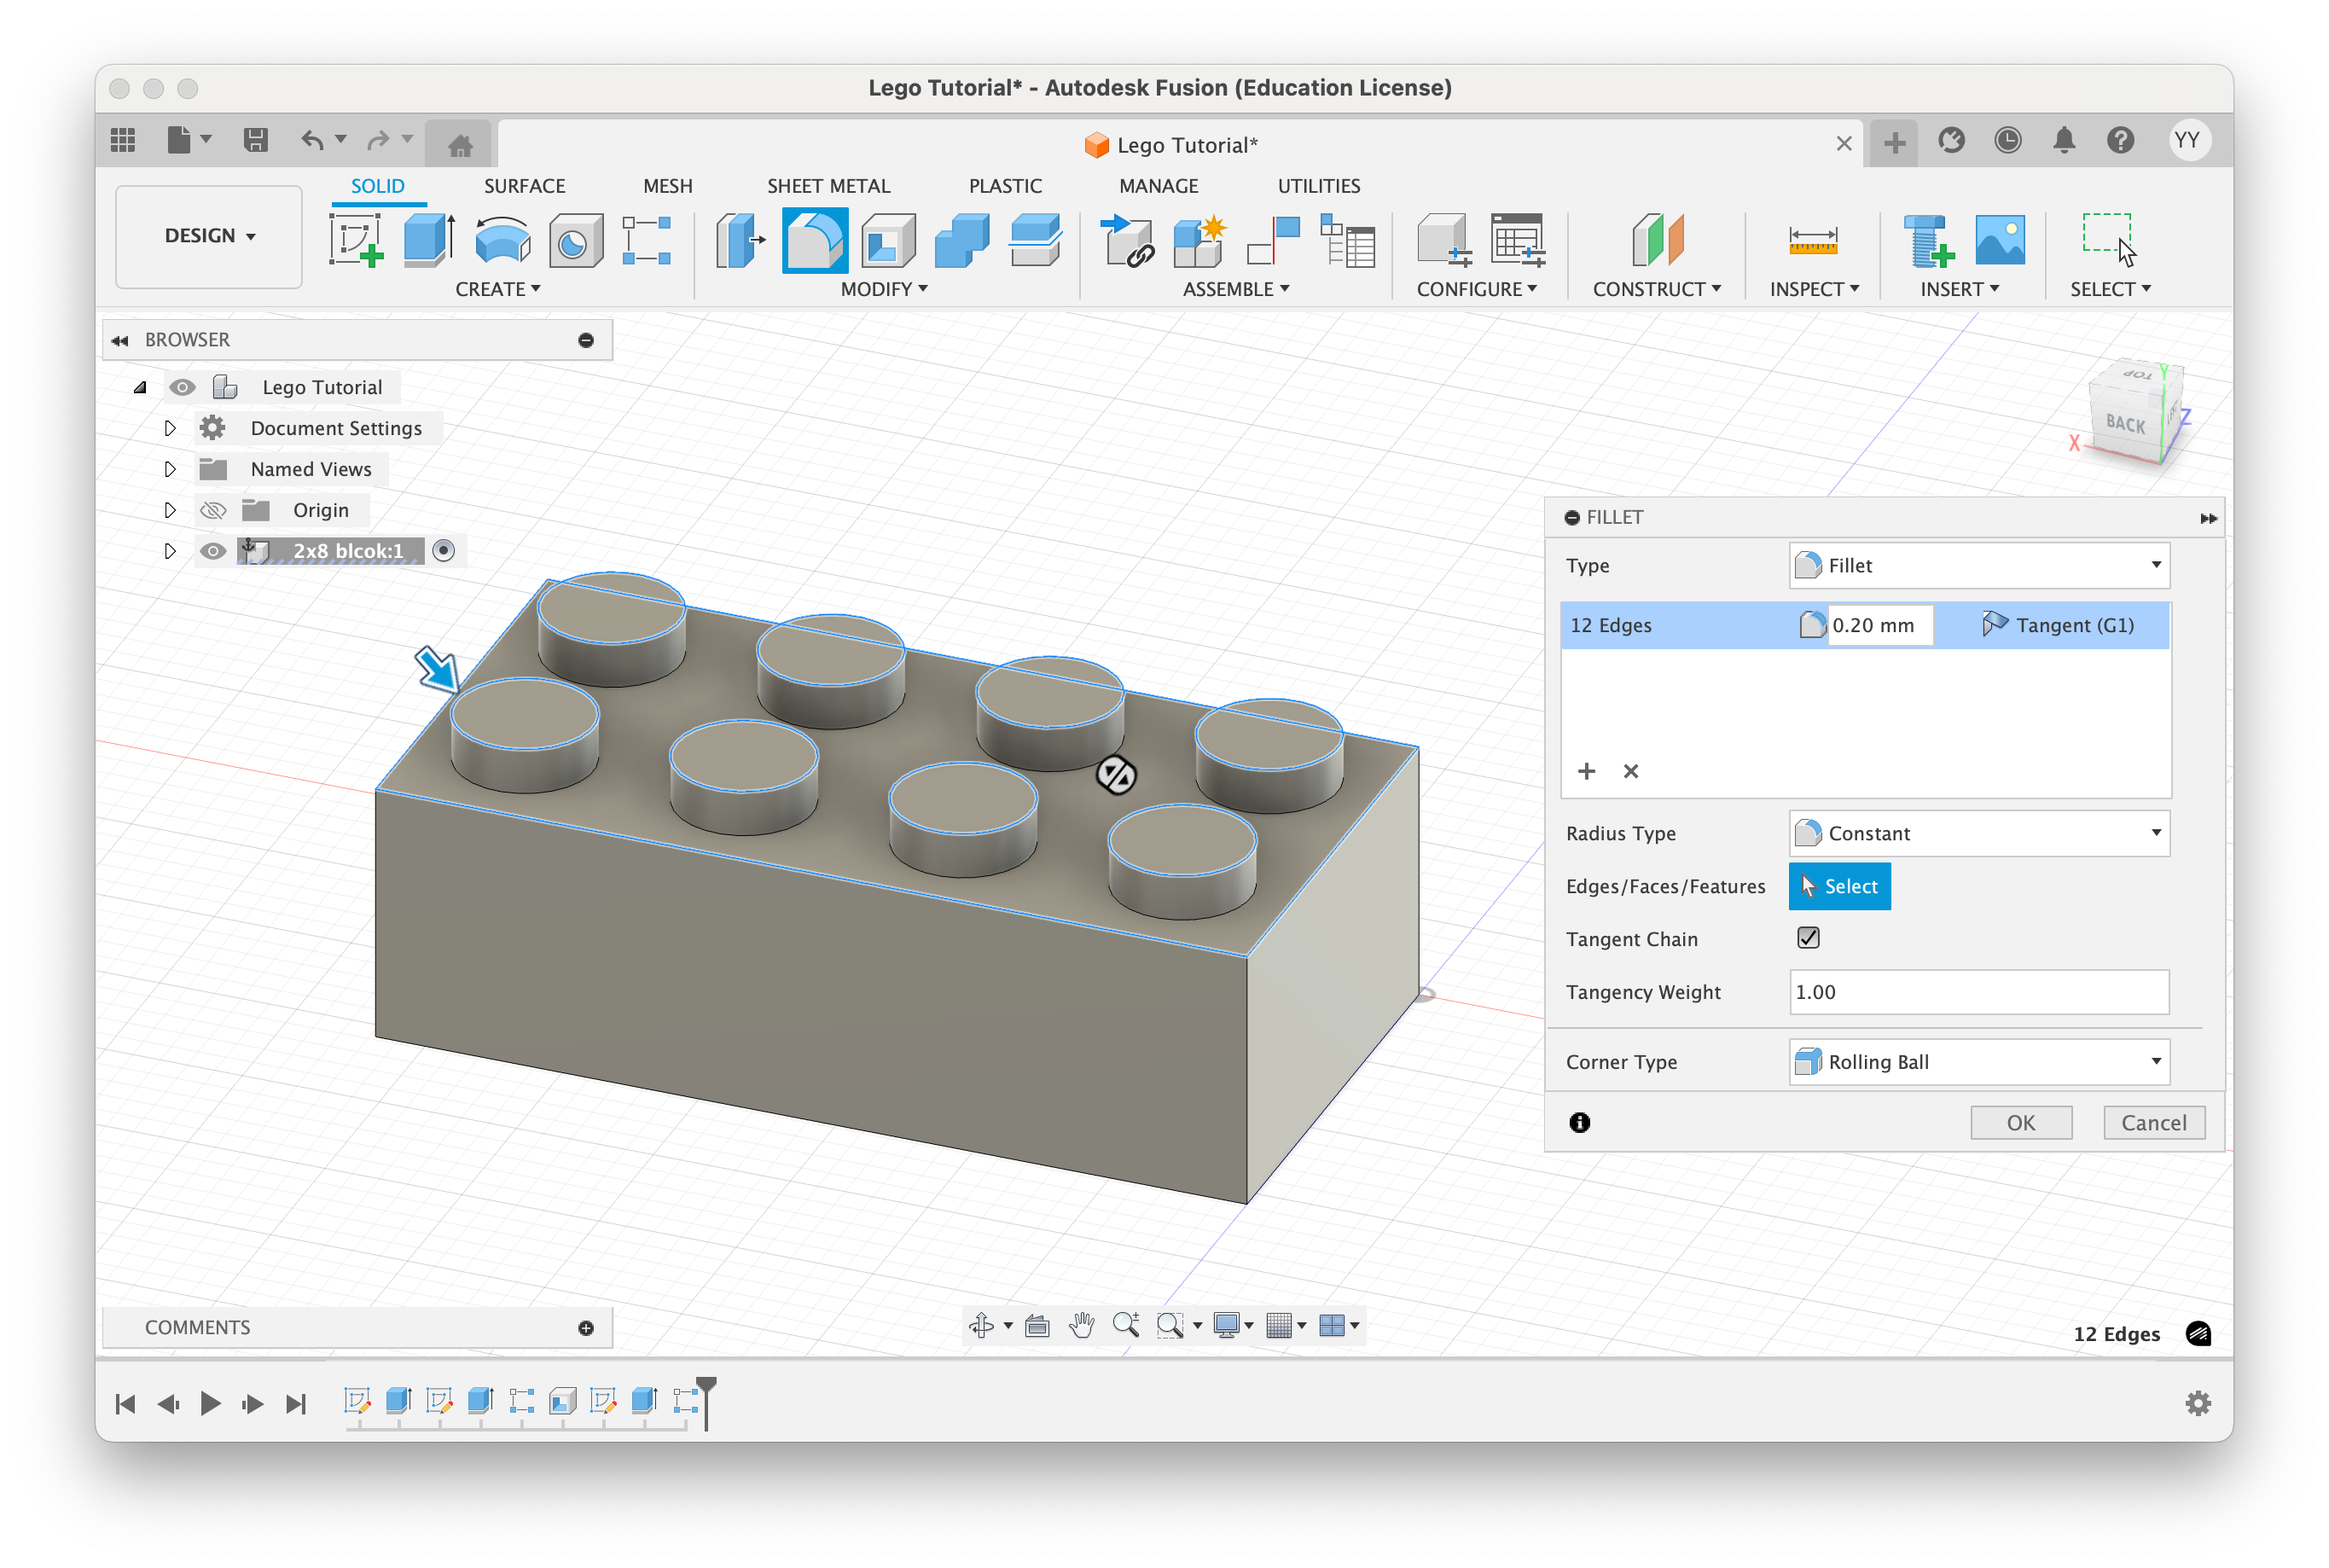 Lego Tutorial* - Autodesk Fusion (Education License)
Lego Tutorial*
YY
SOLID SURFACE MESH SHEET METAL PLASTIC MANAGE UTILITIES
DESIGN
CREATE MODIFY ASSEMBLE CONFIGURE CONSTRUCT INSPECT INSERT SELECT
BROWSER
Lego Tutorial
Document Settings
Named Views
Origin
2x8 blcok:1
TOP
BACK
X
Y
Z
FILLET
Type Fillet
12 Edges 0.20 mm Tangent (G1)
Radius Type Constant
Edges/Faces/Features Select
Tangent Chain
Tangency Weight 1.00
Corner Type Rolling Ball
OK Cancel
COMMENTS
12 Edges